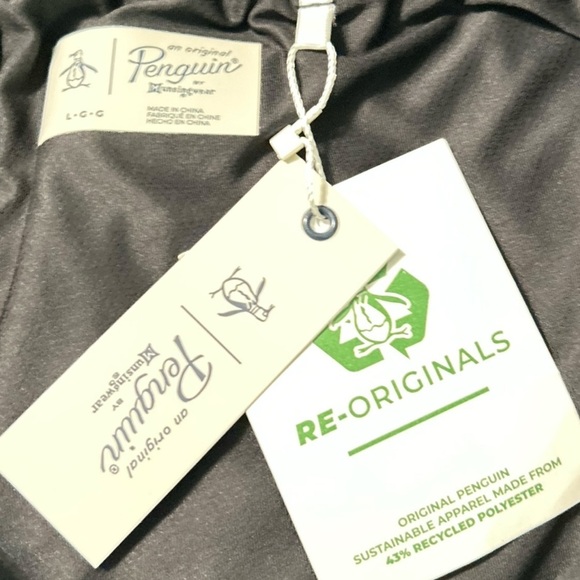 an original
Penguin®
BY
Munsingwear
L • G • G
MADE IN CHINA
FABRIQUÉ EN CHINE
HECHO EN CHINA
an original
Penguin®
BY
Munsingwear®
RE-ORIGINALS
ORIGINAL PENGUIN
SUSTAINABLE APPAREL MADE FROM
43% RECYCLED POLYESTER